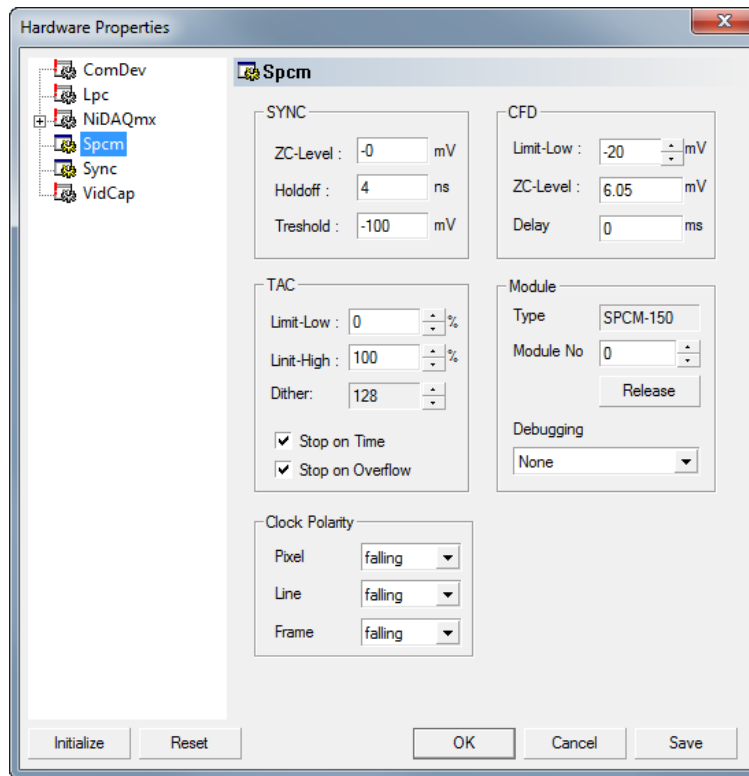 Hardware Properties
ComDev
Lpc
NiDAQmx
Spcm
Sync
VidCap
Spcm
SYNC
ZC-Level : -0 mV
Holdoff : 4 ns
Treshold : -100 mV
CFD
Limit-Low : -20 mV
ZC-Level : 6.05 mV
Delay 0 ms
TAC
Limit-Low : 0 %
Linit-High : 100 %
Dither: 128
Stop on Time
Stop on Overflow
Module
Type SPCM-150
Module No 0
Release
Debugging
None
Clock Polarity
Pixel falling
Line falling
Frame falling
Initialize Reset OK Cancel Save